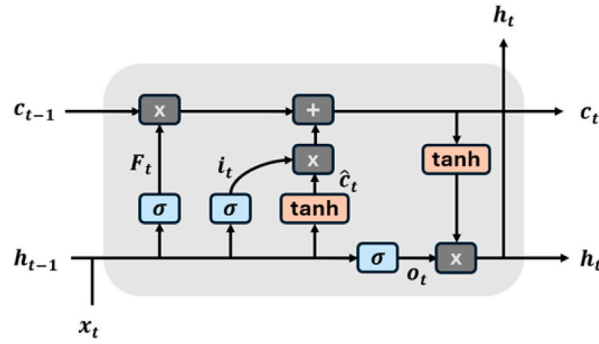 h_t
c_{t-1}
x
+
c_t
F_t
i_t
x
ĉ_t
tanh
σ
σ
tanh
h_{t-1}
σ
o_t
x
h_t
x_t